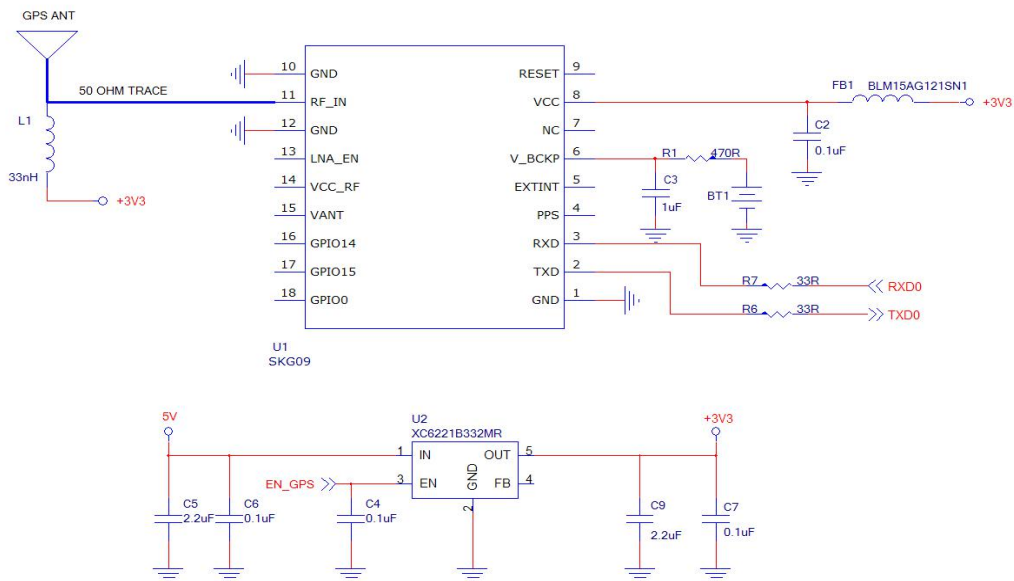 GPS ANT
50 OHM TRACE
L1
33nH
+3V3
10 GND
11 RF_IN
12 GND
13 LNA_EN
14 VCC_RF
15 VANT
16 GPIO14
17 GPIO15
18 GPIO0
RESET 9
VCC 8
NC 7
V_BCKP 6
EXTINT 5
PPS 4
RXD 3
TXD 2
GND 1
U1
SKG09
FB1 BLM15AG121SN1
+3V3
C2
0.1uF
R1 470R
C3
1uF
BT1
R7 33R RXD0
R6 33R TXD0
5V
U2
XC6221B332MR
+3V3
1 IN OUT 5
EN_GPS 3 EN GND FB 4
2
C5
2.2uF
C6
0.1uF
C4
0.1uF
C9
2.2uF
C7
0.1uF